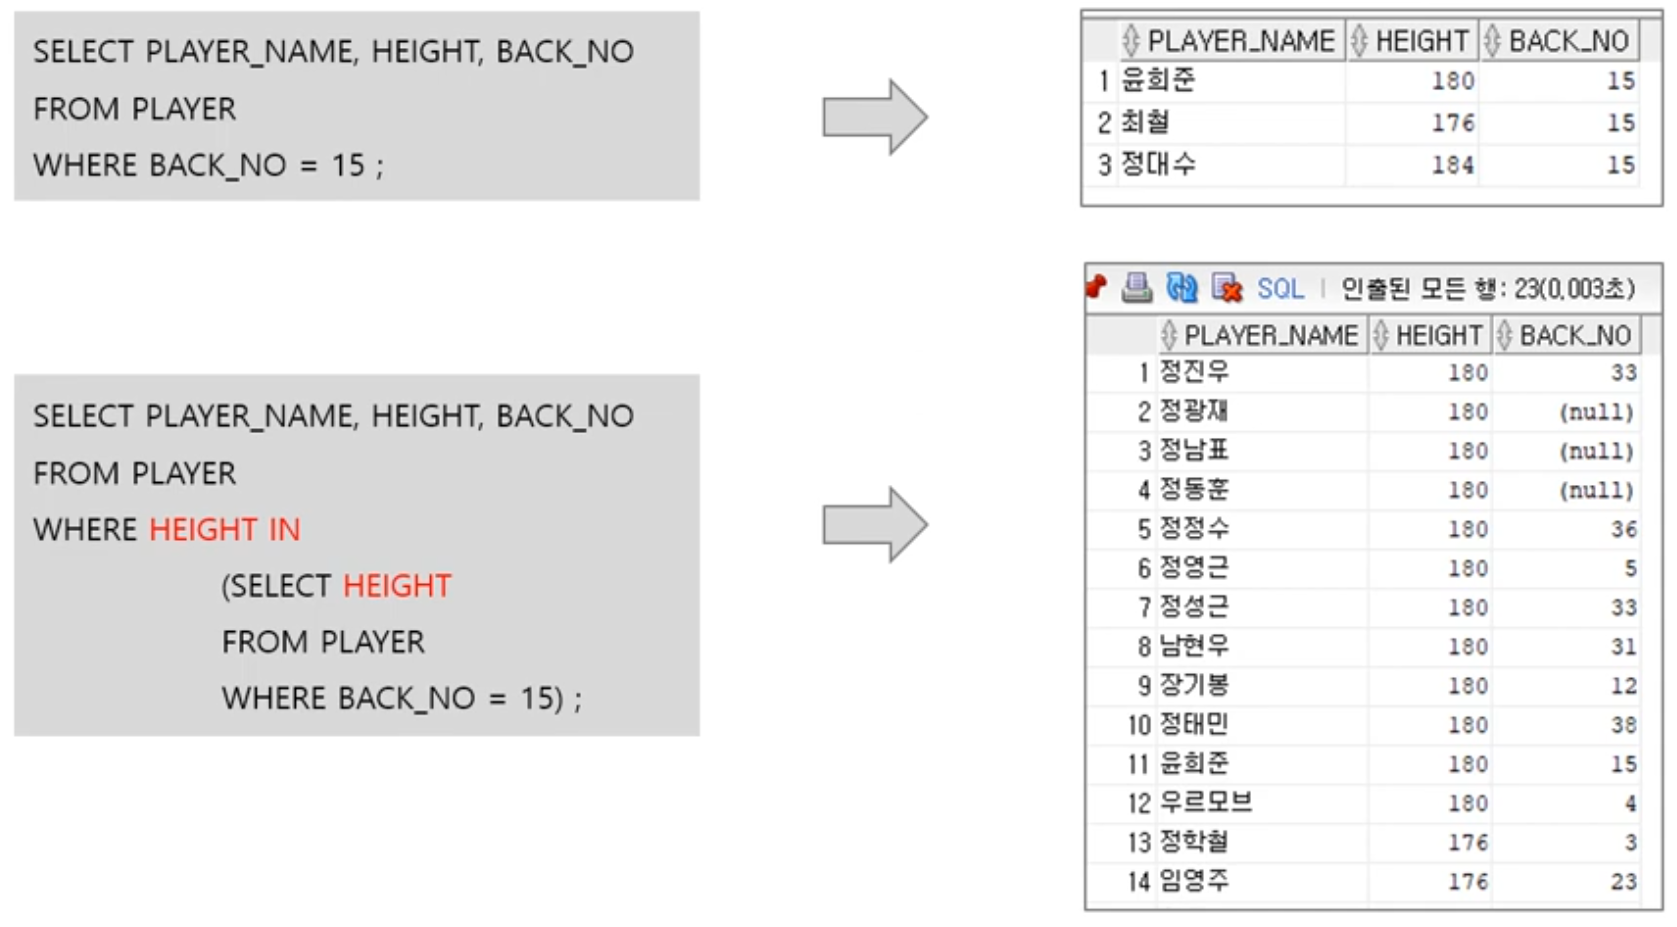 SELECT PLAYER_NAME, HEIGHT, BACK_NO
FROM PLAYER
WHERE BACK_NO = 15 ;
PLAYER_NAME HEIGHT BACK_NO
1 윤희준 180 15
2 최철 176 15
3 정대수 184 15
SELECT PLAYER_NAME, HEIGHT, BACK_NO
FROM PLAYER
WHERE HEIGHT IN
(SELECT HEIGHT
FROM PLAYER
WHERE BACK_NO = 15) ;
SQL | 인출된 모든 행: 23(0,003초)
PLAYER_NAME HEIGHT BACK_NO
1 정진우 180 33
2 정광재 180 (null)
3 정남표 180 (null)
4 정동훈 180 (null)
5 정정수 180 36
6 정영근 180 5
7 정성근 180 33
8 남현우 180 31
9 장기봉 180 12
10 정태민 180 38
11 윤희준 180 15
12 우르모브 180 4
13 정학철 176 3
14 임영주 176 23